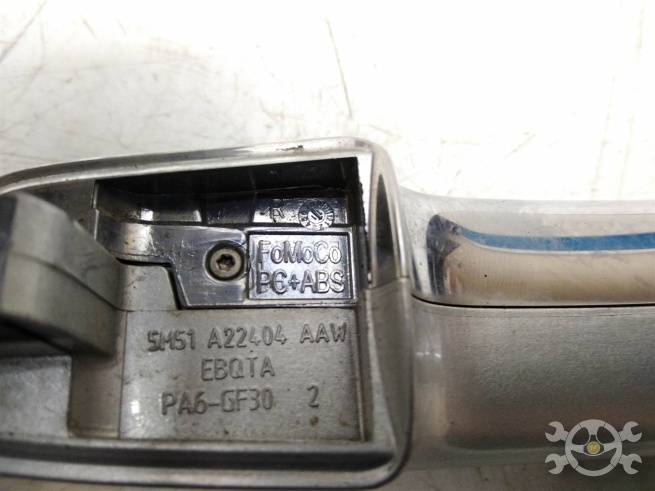 R
FoMoCo
PC+ABS
5M51 A22404 AAW
EBQTA
PA6-GF30 2